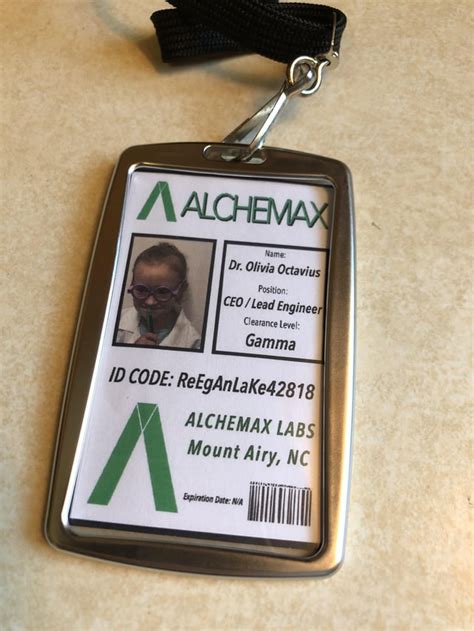 ALCHEMAX
Name:
Dr. Olivia Octavius
Position:
CEO / Lead Engineer
Clearance Level:
Gamma
ID CODE: ReEgAnLaKe42818
ALCHEMAX LABS
Mount Airy, NC
Expiration Date: N/A